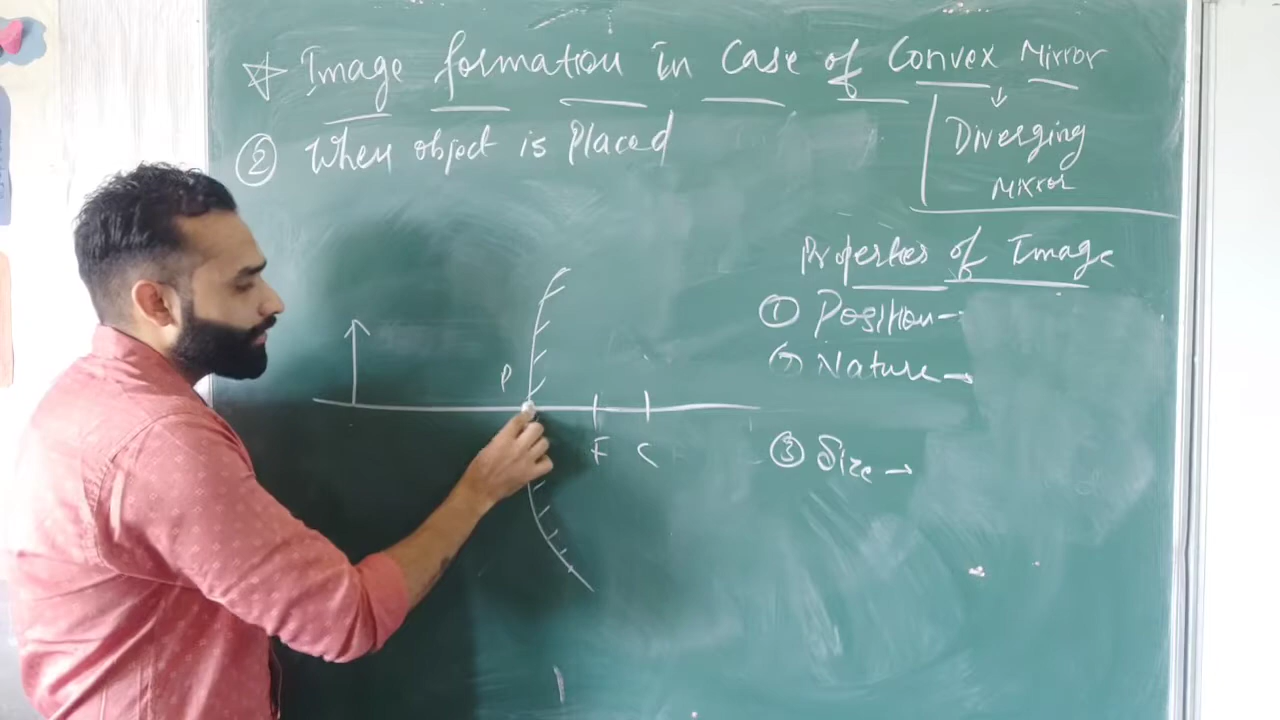 ☆ Image formation in Case of Convex Mirror
↓
Diverging
Mirror
② When object is Placed
Properties of Image
① Position →
② Nature →
③ Size →
P
F C